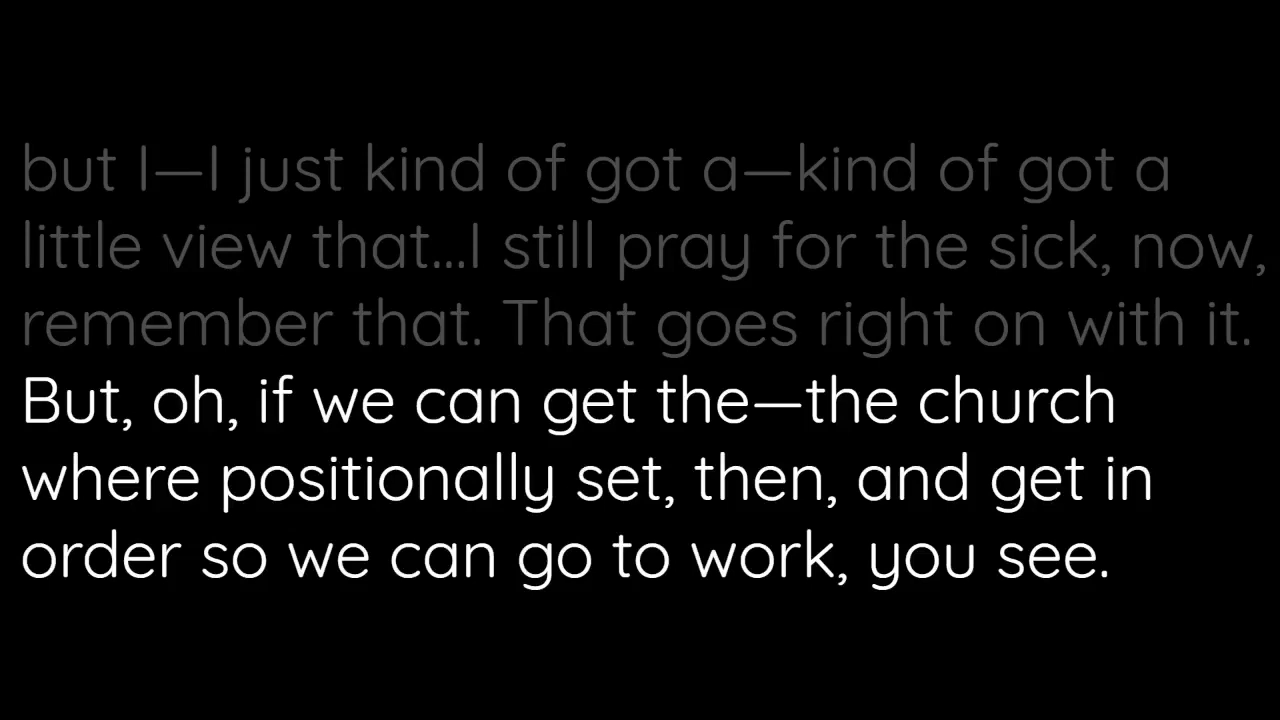 but I—I just kind of got a—kind of got a
little view that...I still pray for the sick, now,
remember that. That goes right on with it.
But, oh, if we can get the—the church
where positionally set, then, and get in
order so we can go to work, you see.